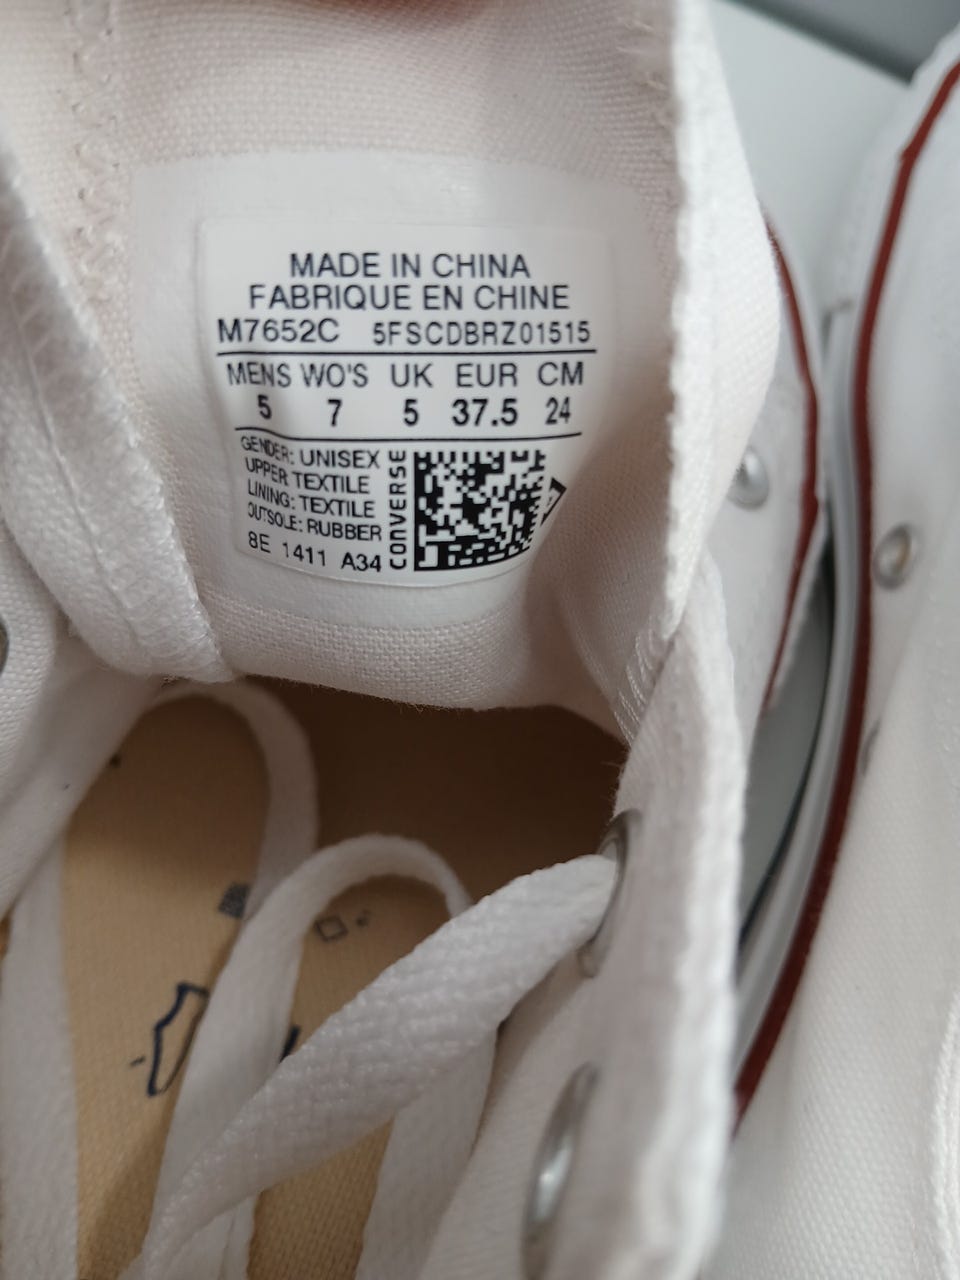 MADE IN CHINA
FABRIQUE EN CHINE
M7652C 5FSCDBRZ01515
MENS WO'S UK EUR CM
5 7 5 37.5 24
GENDER: UNISEX
UPPER TEXTILE
LINING: TEXTILE
OUTSOLE: RUBBER
8E 1411 A34
CONVERSE